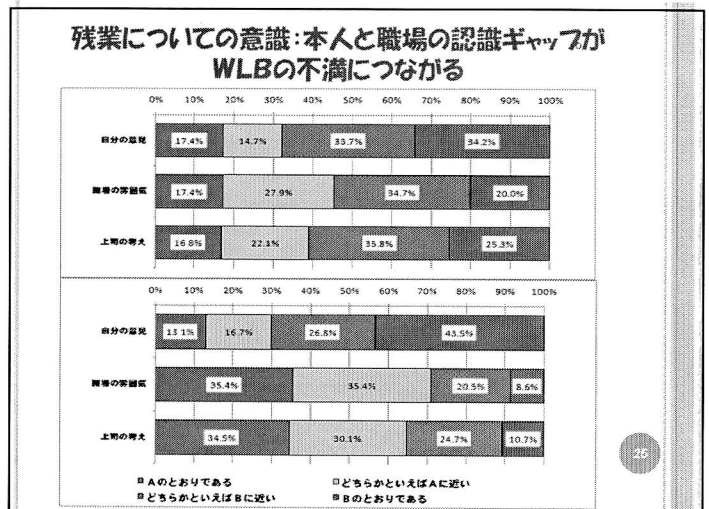 残業についての意識:本人と職場の認識ギャップが
WLBの不満につながる
0% 10% 20% 30% 40% 50% 60% 70% 80% 90% 100%
自分の意見 17.4% 14.7% 33.7% 34.2%
職場の雰囲気 17.4% 27.9% 34.7% 20.0%
上司の考え 16.8% 22.1% 35.8% 25.3%
0% 10% 20% 30% 40% 50% 60% 70% 80% 90% 100%
自分の意見 13.1% 16.7% 26.8% 43.5%
職場の雰囲気 35.4% 35.4% 20.5% 8.6%
上司の考え 34.5% 30.1% 24.7% 10.7%
Aのとおりである どちらかといえばAに近い
どちらかといえばBに近い Bのとおりである
25